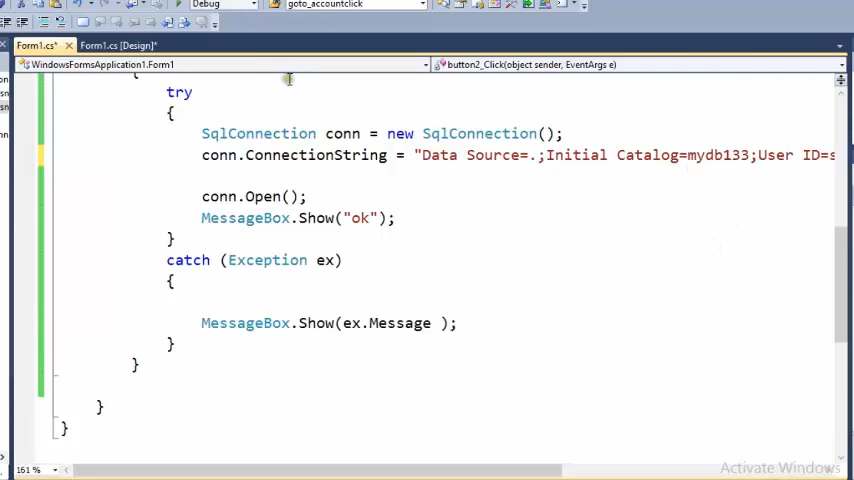 Debug goto_accountclick
Form1.cs* Form1.cs [Design]*
WindowsFormsApplication1.Form1 button2_Click(object sender, EventArgs e)
{
try
{
SqlConnection conn = new SqlConnection();
conn.ConnectionString = "Data Source=.;Initial Catalog=mydb133;User ID=s
conn.Open();
MessageBox.Show("ok");
}
catch (Exception ex)
{
MessageBox.Show(ex.Message );
}
}
}
}
161 %
Activate Windows